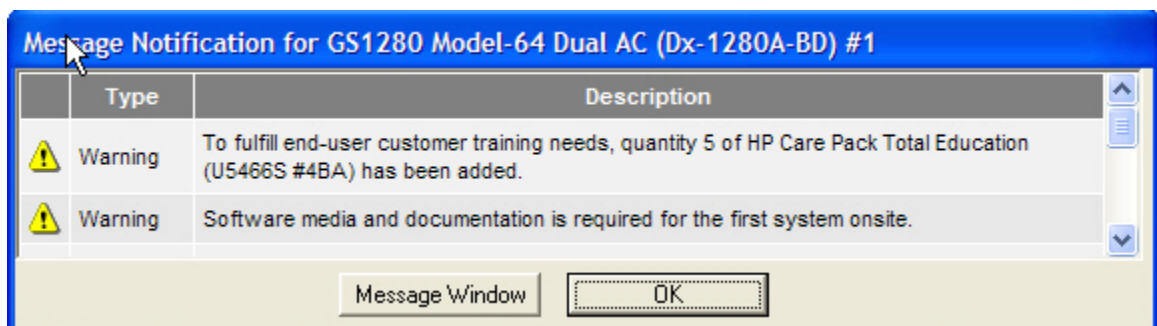 Message Notification for GS1280 Model-64 Dual AC (Dx-1280A-BD) #1
Type Description
Warning To fulfill end-user customer training needs, quantity 5 of HP Care Pack Total Education
(U5466S #4BA) has been added.
Warning Software media and documentation is required for the first system onsite.
Message Window OK